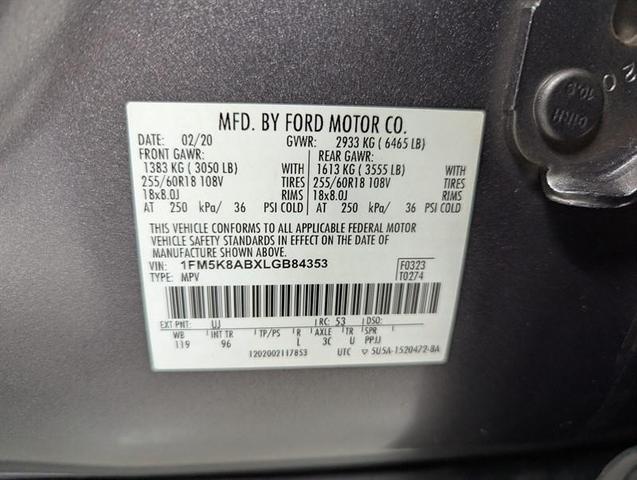 MFD. BY FORD MOTOR CO.
DATE: 02/20 GVWR: 2933 KG ( 6465 LB)
FRONT GAWR: REAR GAWR:
1383 KG ( 3050 LB) WITH 1613 KG ( 3555 LB) WITH
255/60R18 108V TIRES 255/60R18 108V TIRES
18x8.0J RIMS 18x8.0J RIMS
AT 250 kPa/ 36 PSI COLD AT 250 kPa/ 36 PSI COLD
THIS VEHICLE CONFORMS TO ALL APPLICABLE FEDERAL MOTOR
VEHICLE SAFETY STANDARDS IN EFFECT ON THE DATE OF
MANUFACTURE SHOWN ABOVE.
VIN: 1FM5K8ABXLGB84353 F0323
TYPE: MPV T0274
EXT PNT: UJ RC: 53 DSO:
WB INT TR TP/PS R AXLE TR SPR
119 96 L 3C U PPJJ
1202002117853 UTC ▽ 5U5A-1520472-BA